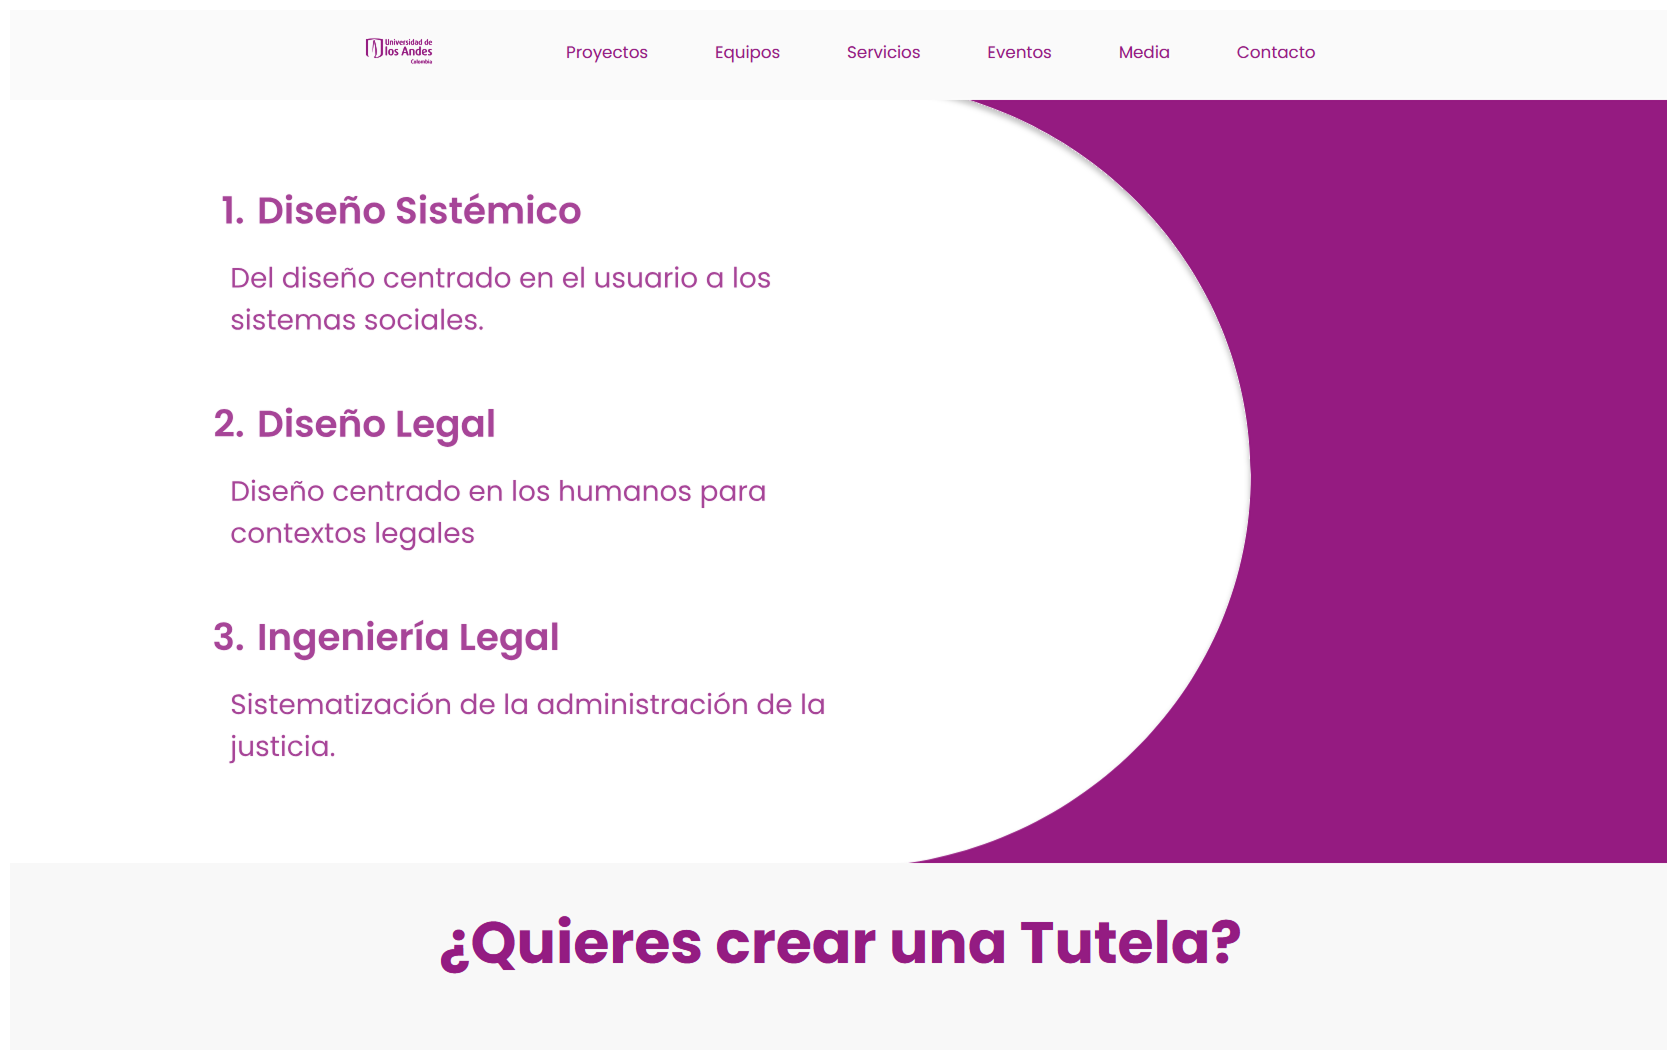 Universidad de
los Andes
Colombia
Proyectos Equipos Servicios Eventos Media Contacto
1. Diseño Sistémico
Del diseño centrado en el usuario a los
sistemas sociales.
2. Diseño Legal
Diseño centrado en los humanos para
contextos legales
3. Ingeniería Legal
Sistematización de la administración de la
justicia.
¿Quieres crear una Tutela?